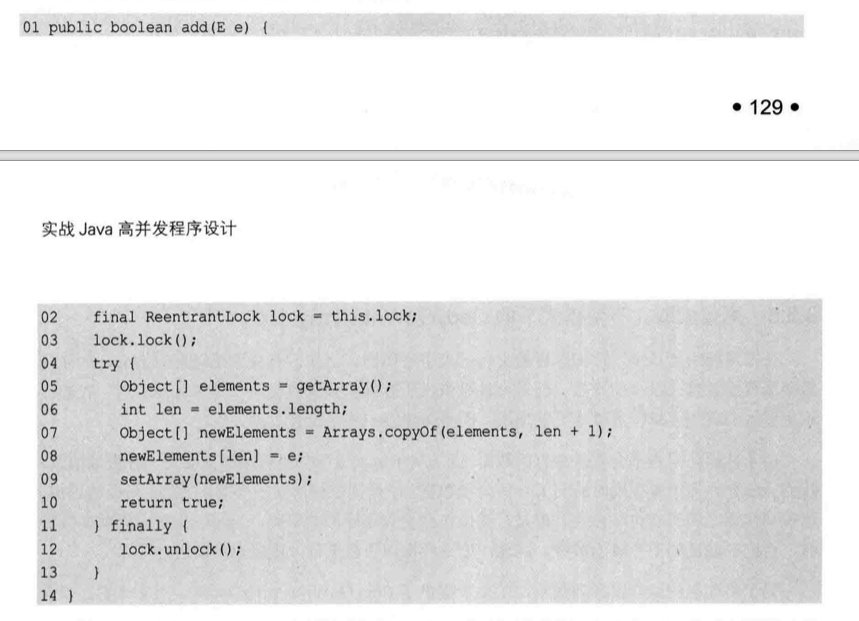 01 public boolean add(E e) {
• 129 •
实战 Java 高并发程序设计
02    final ReentrantLock lock = this.lock;
03    lock.lock();
04    try {
05        Object[] elements = getArray();
06        int len = elements.length;
07        Object[] newElements = Arrays.copyOf(elements, len + 1);
08        newElements[len] = e;
09        setArray(newElements);
10        return true;
11    } finally {
12        lock.unlock();
13    }
14 }